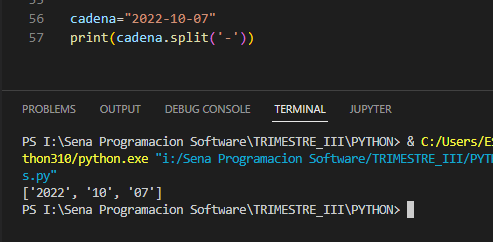 56 cadena="2022-10-07"
57 print(cadena.split('-'))
PROBLEMS OUTPUT DEBUG CONSOLE TERMINAL JUPYTER
PS I:\Sena Programacion Software\TRIMESTRE_III\PYTHON> & C:/Users/ES
thon310/python.exe "i:/Sena Programacion Software/TRIMESTRE_III/PYT
s.py"
['2022', '10', '07']
PS I:\Sena Programacion Software\TRIMESTRE_III\PYTHON>